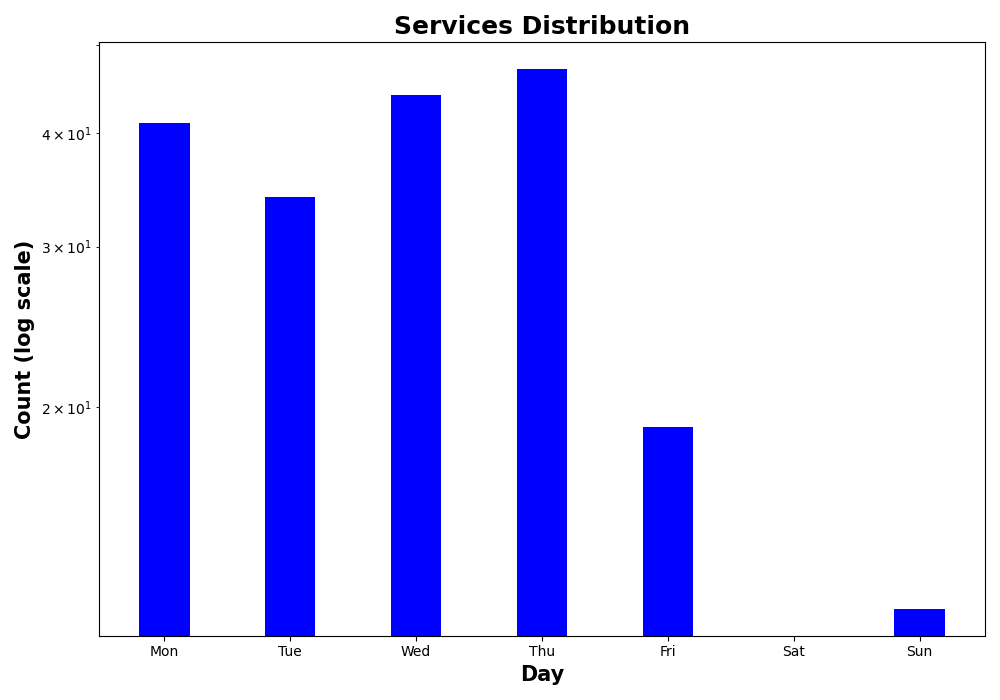 Services Distribution
Count (log scale)
4 × 10¹
3 × 10¹
2 × 10¹
Mon Tue Wed Thu Fri Sat Sun
Day